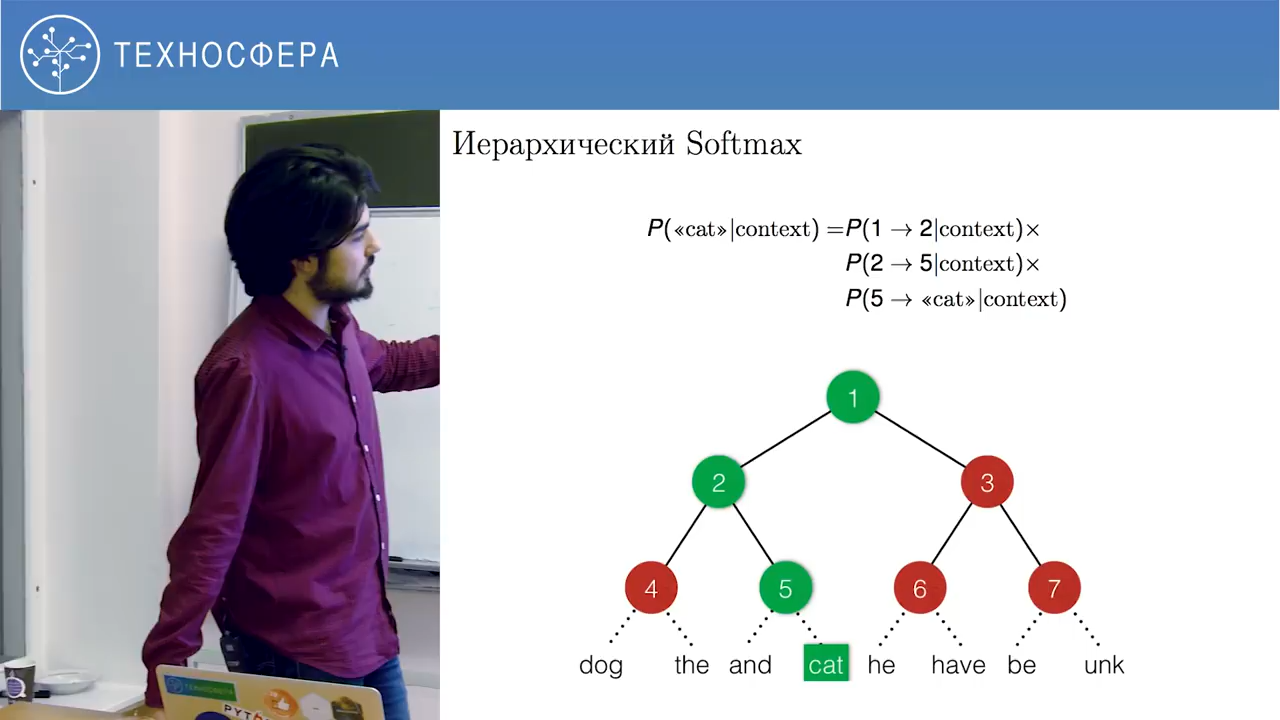 ТЕХНОСФЕРА
Иерархический Softmax
P(«cat»|context) =P(1 → 2|context)×
P(2 → 5|context)×
P(5 → «cat»|context)
1
2 3
4 5 6 7
dog the and cat he have be unk
ТЕХНОСФЕРА